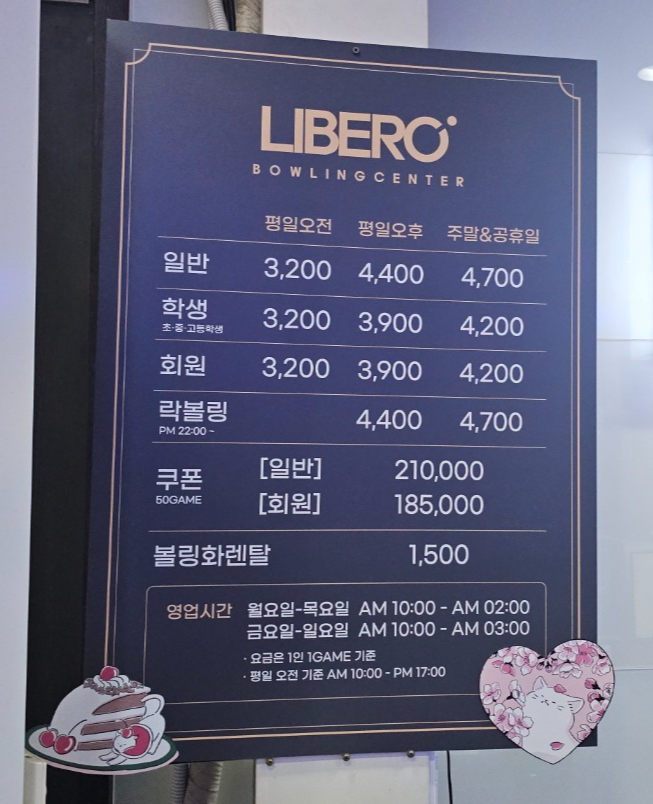 LIBERO
BOWLINGCENTER
평일오전 평일오후 주말&공휴일
일반 3,200 4,400 4,700
학생 3,200 3,900 4,200
초·중·고등학생
회원 3,200 3,900 4,200
락볼링 4,400 4,700
PM 22:00 ~
쿠폰 [일반] 210,000
50GAME [회원] 185,000
볼링화렌탈 1,500
영업시간 월요일-목요일 AM 10:00 - AM 02:00
금요일-일요일 AM 10:00 - AM 03:00
· 요금은 1인 1GAME 기준
· 평일 오전 기준 AM 10:00 - PM 17:00